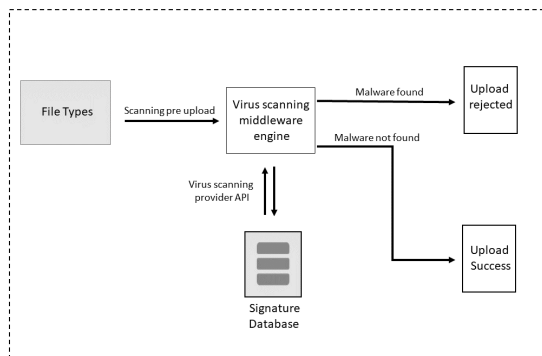 File Types
Scanning pre upload
Virus scanning
middleware
engine
Malware found
Upload
rejected
Malware not found
Virus scanning
provider API
Upload
Success
Signature
Database